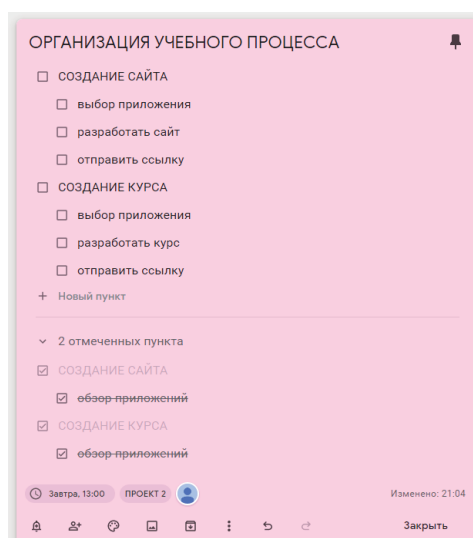 ОРГАНИЗАЦИЯ УЧЕБНОГО ПРОЦЕССА
СОЗДАНИЕ САЙТА
выбор приложения
разработать сайт
отправить ссылку
СОЗДАНИЕ КУРСА
выбор приложения
разработать курс
отправить ссылку
+ Новый пункт
2 отмеченных пункта
СОЗДАНИЕ САЙТА
обзор приложений
СОЗДАНИЕ КУРСА
обзор приложений
Завтра, 13:00 ПРОЕКТ 2 Изменено: 21:04
Закрыть